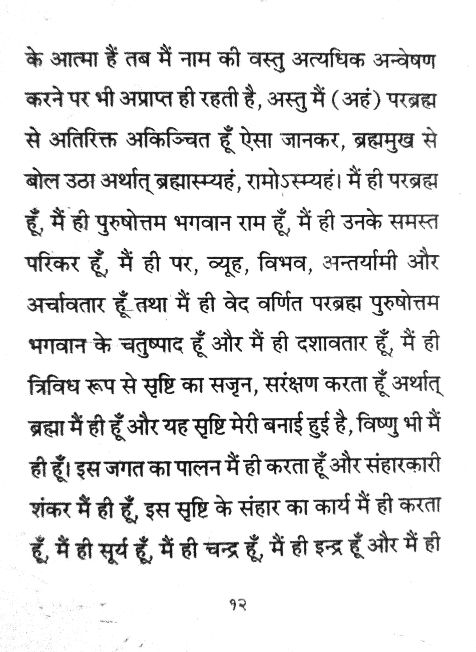 के आत्मा हैं तब मैं नाम की वस्तु अत्यधिक अन्वेषण
करने पर भी अप्राप्त ही रहती है, अस्तु मैं (अहं) परब्रह्म
से अतिरिक्त अकिञ्चित हूँ ऐसा जानकर, ब्रह्ममुख से
बोल उठा अर्थात् ब्रह्मास्म्यहं, रामोऽस्म्यहं। मैं ही परब्रह्म
हूँ, मैं ही पुरुषोत्तम भगवान राम हूँ, मैं ही उनके समस्त
परिकर हूँ, मैं ही पर, व्यूह, विभव, अन्तर्यामी और
अर्चावतार हूँ तथा मैं ही वेद वर्णित परब्रह्म पुरुषोत्तम
भगवान के चतुष्पाद हूँ और मैं ही दशावतार हूँ, मैं ही
त्रिविध रूप से सृष्टि का सजृन, सरंक्षण करता हूँ अर्थात्
ब्रह्मा मैं ही हूँ और यह सृष्टि मेरी बनाई हुई है, विष्णु भी मैं
ही हूँ। इस जगत का पालन मैं ही करता हूँ और संहारकारी
शंकर मैं ही हूँ, इस सृष्टि के संहार का कार्य मैं ही करता
हूँ, मैं ही सूर्य हूँ, मैं ही चन्द्र हूँ, मैं ही इन्द्र हूँ और मैं ही
१२